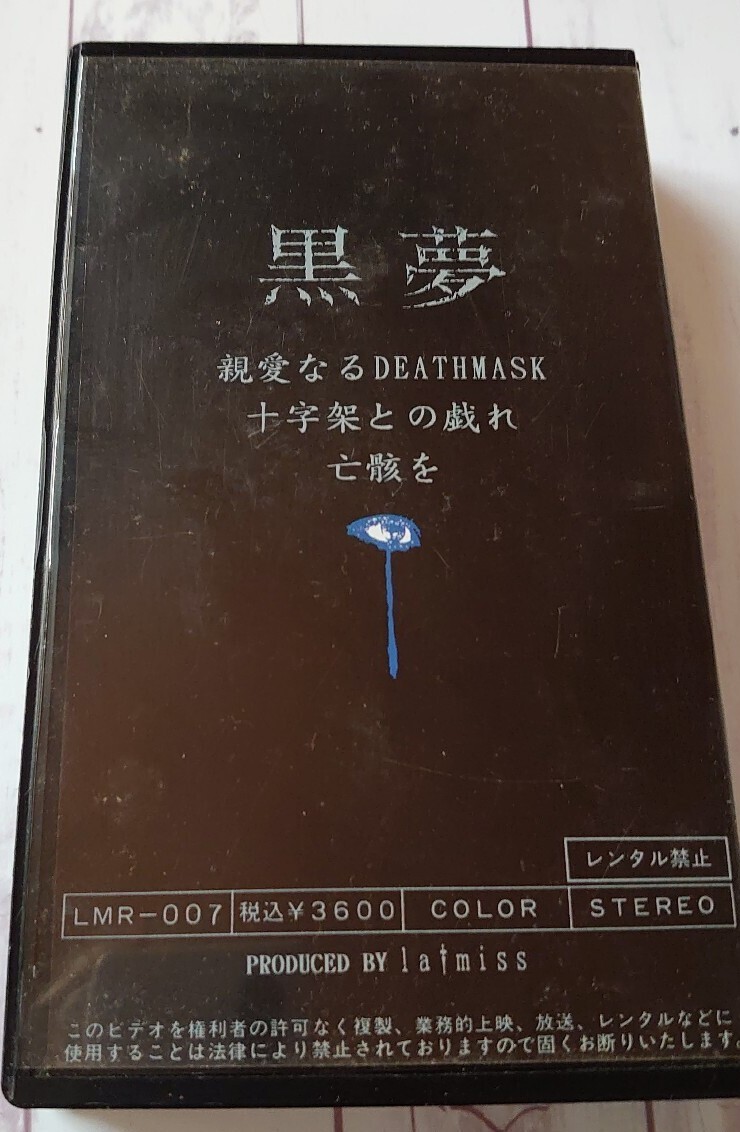 黒夢
親愛なるDEATHMASK
十字架との戯れ
亡骸を
レンタル禁止
LMR-007 税込¥3600 COLOR STEREO
PRODUCED BY la†miss
このビデオを権利者の許可なく複製、業務的上映、放送、レンタルなどに
使用することは法律により禁止されておりますので固くお断りいたします。